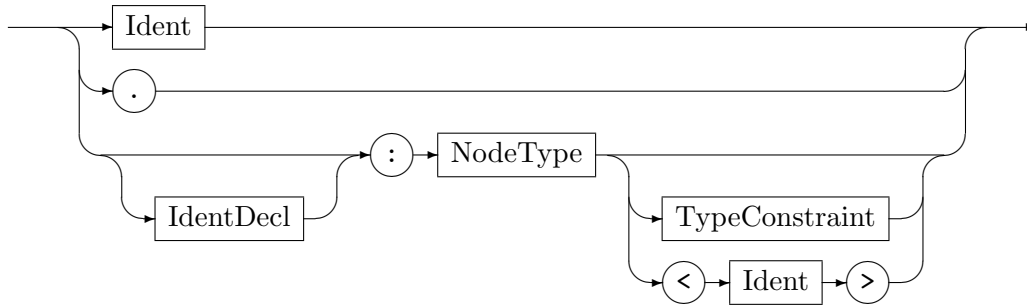 Ident
.
: NodeType
IdentDecl TypeConstraint
< Ident >